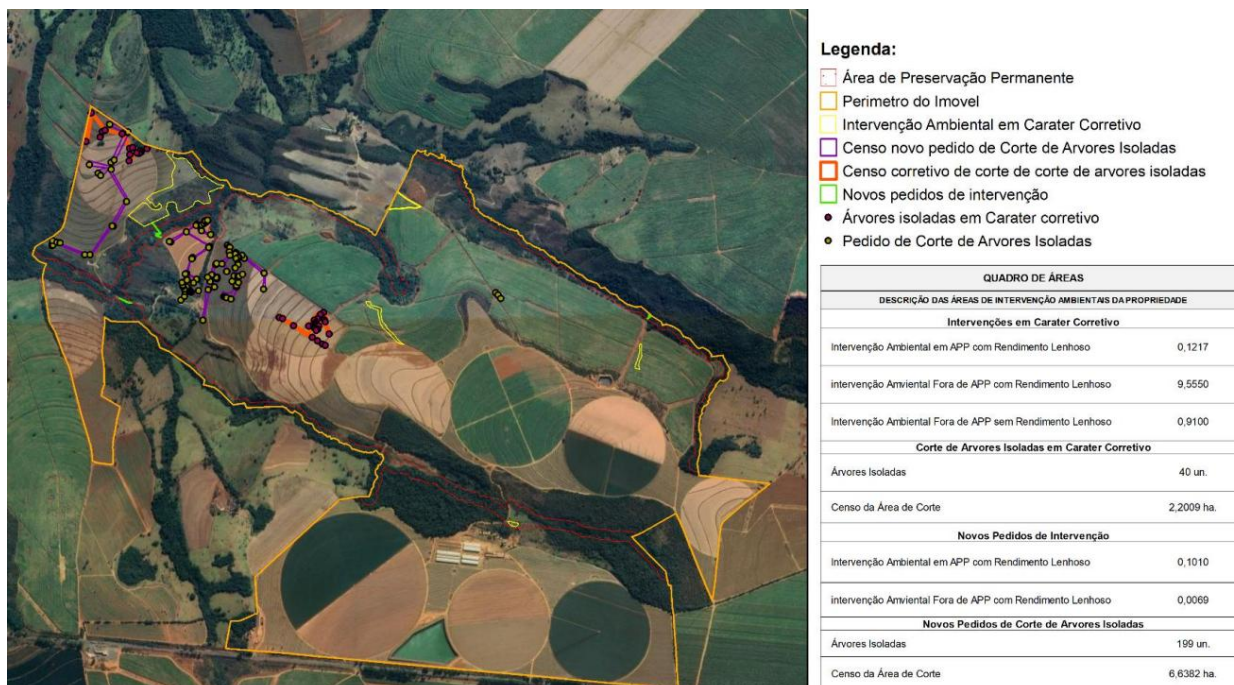 Legenda:
Área de Preservação Permanente
Perimetro do Imovel
Intervenção Ambiental em Carater Corretivo
Censo novo pedido de Corte de Arvores Isoladas
Censo corretivo de corte de corte de arvores isoladas
Novos pedidos de intervenção
Árvores isoladas em Carater corretivo
Pedido de Corte de Arvores Isoladas
QUADRO DE ÁREAS
DESCRIÇÃO DAS ÁREAS DE INTERVENÇÃO AMBIENTAIS DA PROPRIEDADE
Intervenções em Carater Corretivo
Intervenção Ambiental em APP com Rendimento Lenhoso 0,1217
intervenção Amviental Fora de APP com Rendimento Lenhoso 9,5550
Intervenção Ambiental Fora de APP sem Rendimento Lenhoso 0,9100
Corte de Arvores Isoladas em Carater Corretivo
Árvores Isoladas 40 un.
Censo da Área de Corte 2,2009 ha.
Novos Pedidos de Intervenção
Intervenção Ambiental em APP com Rendimento Lenhoso 0,1010
intervenção Amviental Fora de APP com Rendimento Lenhoso 0,0069
Novos Pedidos de Corte de Arvores Isoladas
Árvores Isoladas 199 un.
Censo da Área de Corte 6,6382 ha.